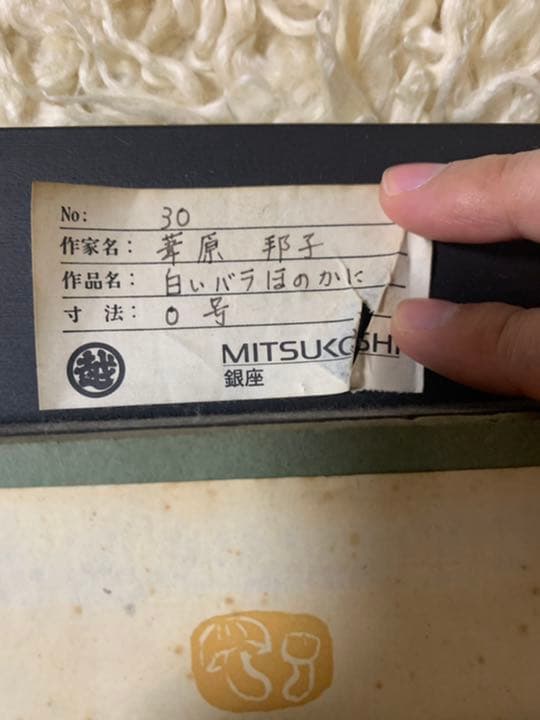 No: 30
作家名： 葦原 邦子
作品名： 白いバラほのかに
寸 法： 0 号
越
MITSUKOSHI
銀座